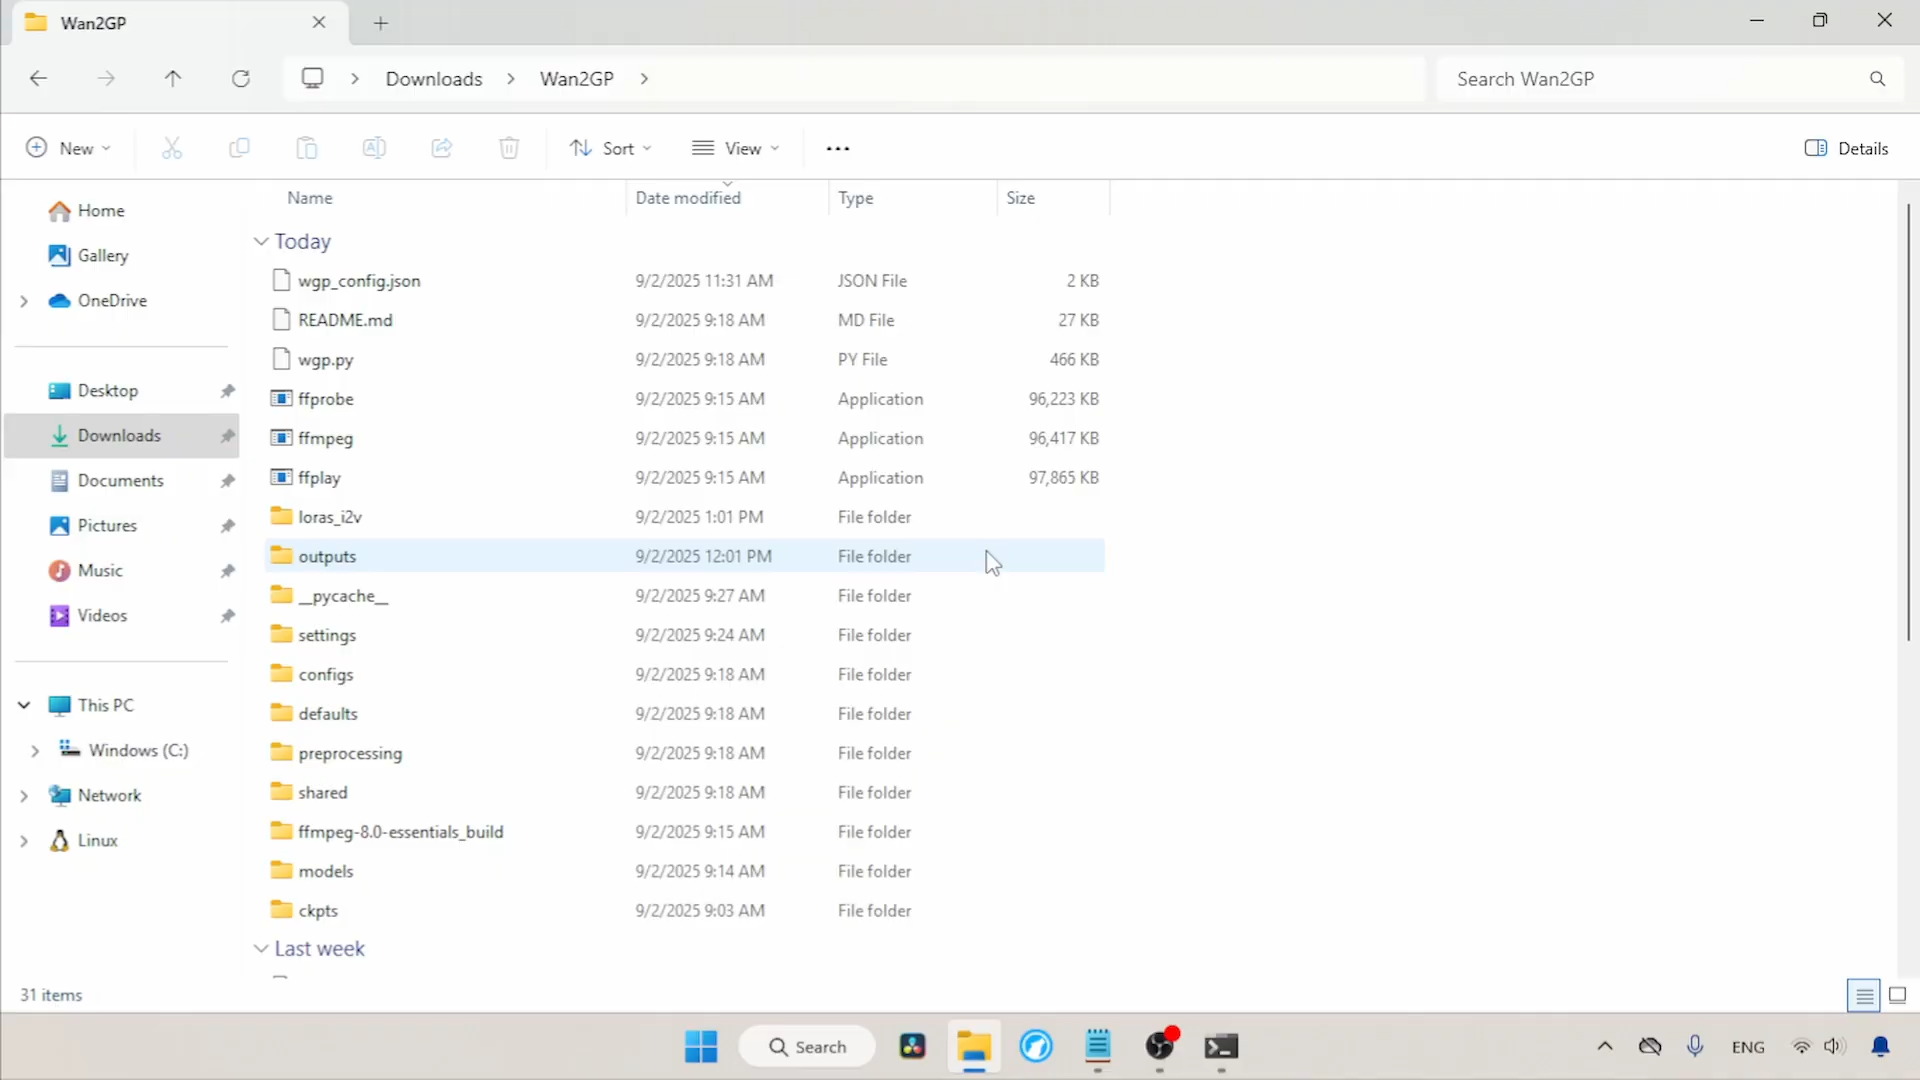 Wan2GP
Downloads
Wan2GP
Search Wan2GP
New
Sort
View
Details
Name
Date modified
Type
Size
Home
Gallery
OneDrive
Desktop
Downloads
Documents
Pictures
Music
Videos
This PC
Windows (C:)
Network
Linux
Today
wgp_config.json 9/2/2025 11:31 AM JSON File 2 KB
README.md 9/2/2025 9:18 AM MD File 27 KB
wgp.py 9/2/2025 9:18 AM PY File 466 KB
ffprobe 9/2/2025 9:15 AM Application 96,223 KB
ffmpeg 9/2/2025 9:15 AM Application 96,417 KB
ffplay 9/2/2025 9:15 AM Application 97,865 KB
loras_i2v 9/2/2025 1:01 PM File folder
outputs 9/2/2025 12:01 PM File folder
__pycache__ 9/2/2025 9:27 AM File folder
settings 9/2/2025 9:24 AM File folder
configs 9/2/2025 9:18 AM File folder
defaults 9/2/2025 9:18 AM File folder
preprocessing 9/2/2025 9:18 AM File folder
shared 9/2/2025 9:18 AM File folder
ffmpeg-8.0-essentials_build 9/2/2025 9:15 AM File folder
models 9/2/2025 9:14 AM File folder
ckpts 9/2/2025 9:03 AM File folder
Last week
31 items
Search
ENG